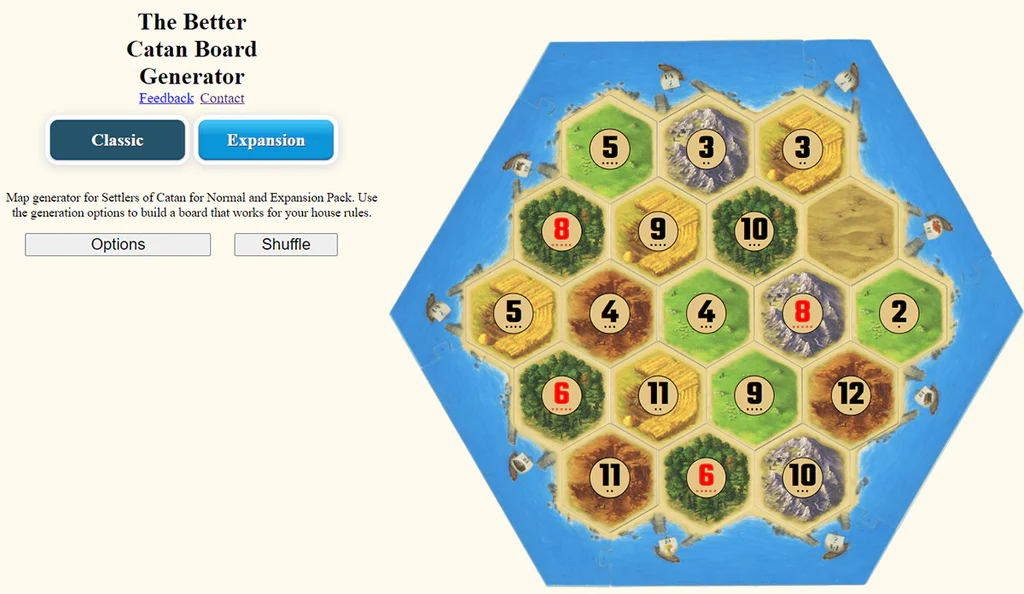 The Better
Catan Board
Generator
Feedback Contact
Classic Expansion
Map generator for Settlers of Catan for Normal and Expansion Pack. Use
the generation options to build a board that works for your house rules.
Options Shuffle
5 3 3
8 9 10
5 4 4 8 2
6 11 9 12
11 6 10